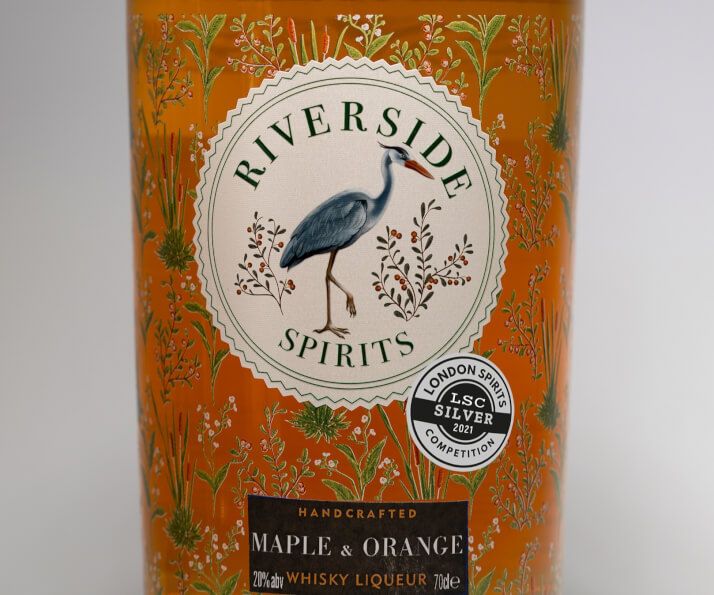 RIVERSIDE
SPIRITS
LONDON SPIRITS
LSC
SILVER
2021
COMPETITION
HANDCRAFTED
MAPLE & ORANGE
20% abv WHISKY LIQUEUR 70cl e